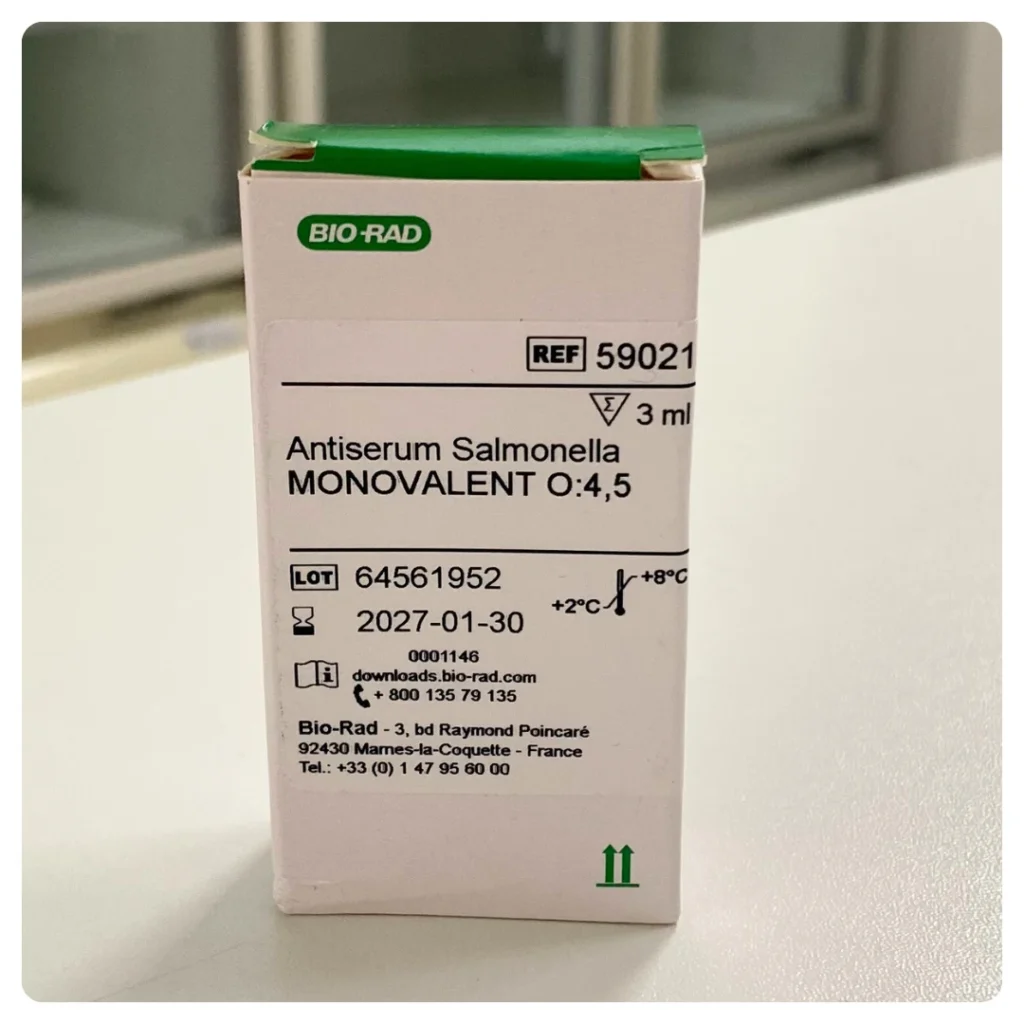 BIO-RAD
REF 59021
Σ 3 ml
Antiserum Salmonella
MONOVALENT O:4,5
LOT 64561952
+8°C
+2°C
2027-01-30
0001146
i downloads.bio-rad.com
+ 800 135 79 135
Bio-Rad - 3, bd Raymond Poincaré
92430 Marnes-la-Coquette - France
Tel.: +33 (0) 1 47 95 60 00